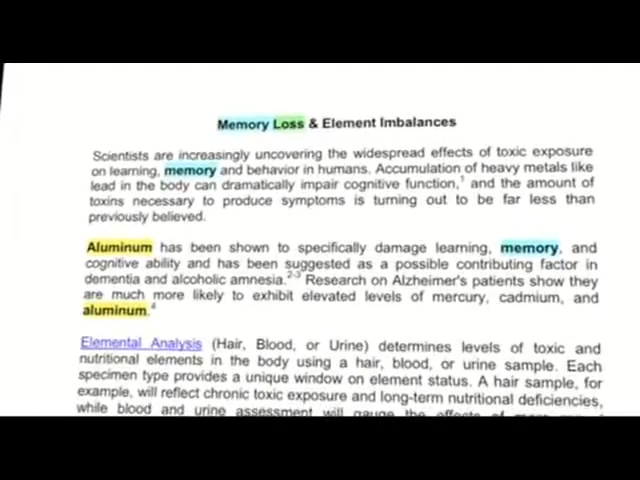 Memory Loss & Element Imbalances
Scientists are increasingly uncovering the widespread effects of toxic exposure
on learning, memory and behavior in humans. Accumulation of heavy metals like
lead in the body can dramatically impair cognitive function,1 and the amount of
toxins necessary to produce symptoms is turning out to be far less than
previously believed.
Aluminum has been shown to specifically damage learning, memory, and
cognitive ability and has been suggested as a possible contributing factor in
dementia and alcoholic amnesia.2-3 Research on Alzheimer's patients show they
are much more likely to exhibit elevated levels of mercury, cadmium, and
aluminum.4
Elemental Analysis (Hair, Blood, or Urine) determines levels of toxic and
nutritional elements in the body using a hair, blood, or urine sample. Each
specimen type provides a unique window on element status. A hair sample, for
example, will reflect chronic toxic exposure and long-term nutritional deficiencies,
while blood and urine assessment will gauge the effects of